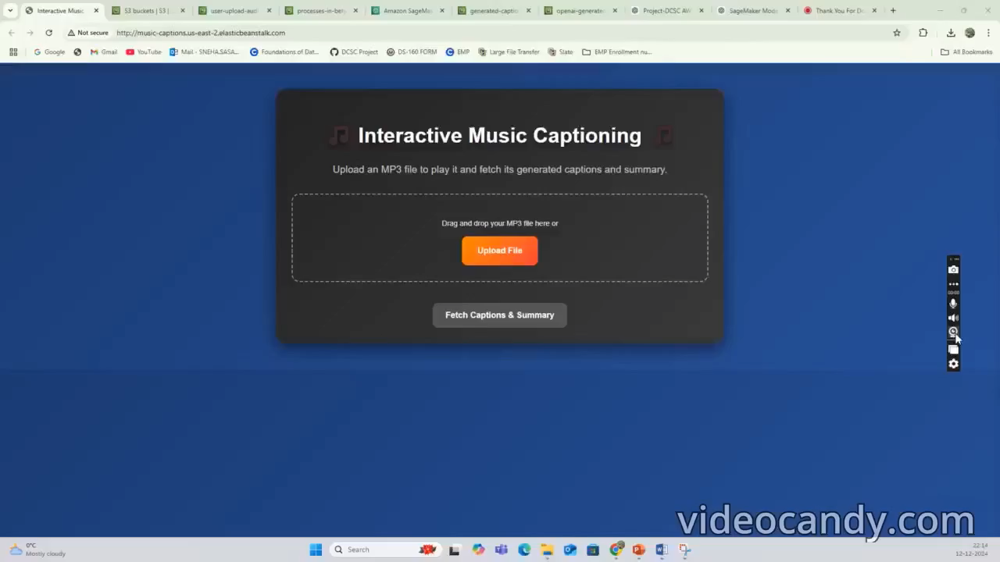 Interactive Music
S3 buckets | S3 |
user-upload-aud
processes-in-ber
Amazon SageMa
generated-captio
openai-generate
Project-DCSC AW
SageMaker Mode
Thank You For Do
Not secure
http://music-captions.us-east-2.elasticbeanstalk.com
Google
Gmail
YouTube
Mail - SNEHA.SASA...
Foundations of Dat...
DCSC Project
DS-160 FORM
EMP
Large File Transfer
Slate
EMP Enrollment nu...
All Bookmarks
Interactive Music Captioning
Upload an MP3 file to play it and fetch its generated captions and summary.
Drag and drop your MP3 file here or
Upload File
Fetch Captions & Summary
00:00
videocandy.com
0°C
Mostly cloudy
Search
22:14
12-12-2024